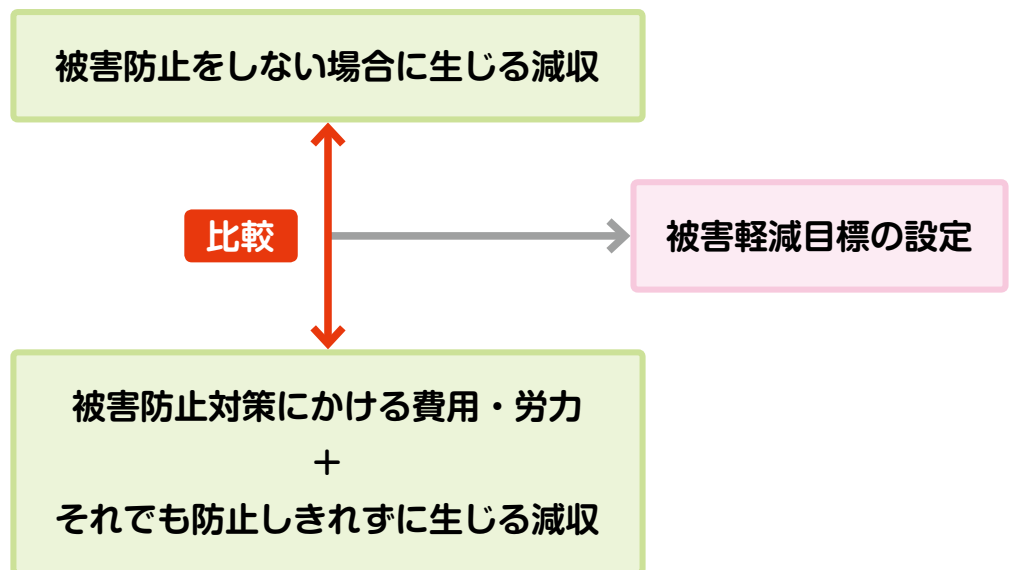 被害防止をしない場合に生じる減収
比較
被害軽減目標の設定
被害防止対策にかける費用・労力
＋
それでも防止しきれずに生じる減収